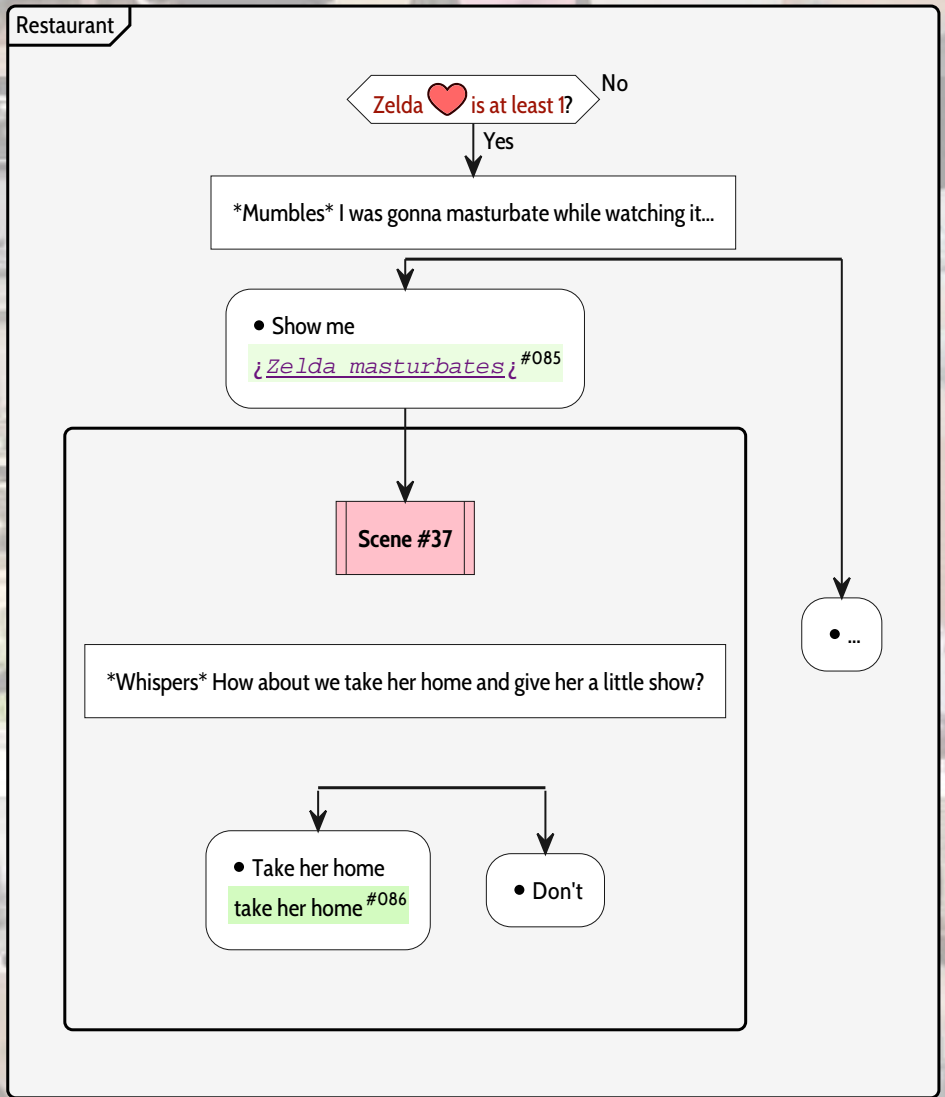 Restaurant
Zelda is at least 1?
No
Yes
*Mumbles* I was gonna masturbate while watching it...
• Show me
¿Zelda masturbates¿ #085
Scene #37
• ...
*Whispers* How about we take her home and give her a little show?
• Take her home
take her home #086
• Don't